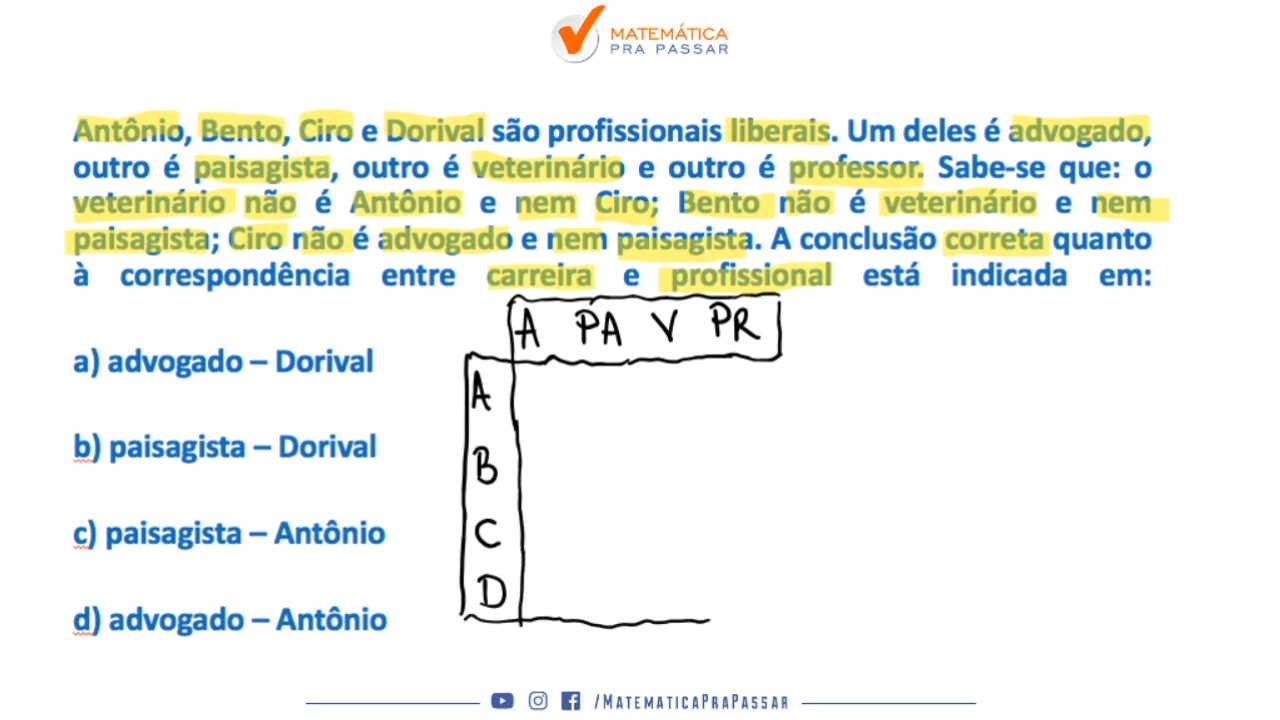 MATEMÁTICA
PRA PASSAR
Antônio, Bento, Ciro e Dorival são profissionais liberais. Um deles é advogado,
outro é paisagista, outro é veterinário e outro é professor. Sabe-se que: o
veterinário não é Antônio e nem Ciro; Bento não é veterinário e nem
paisagista; Ciro não é advogado e nem paisagista. A conclusão correta quanto
à correspondência entre carreira e profissional está indicada em:
A PA V PR
a) advogado – Dorival
A
b) paisagista – Dorival
B
c) paisagista – Antônio
C
D
d) advogado – Antônio
/MATEMATICAPRAPASSAR